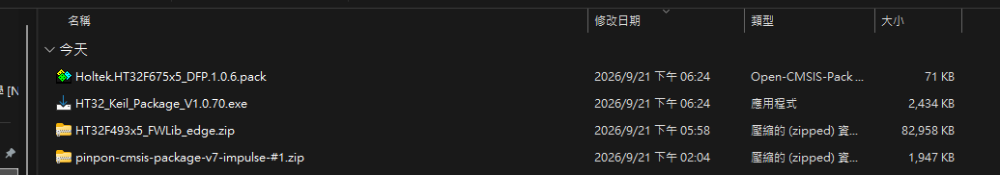 名稱 修改日期 類型 大小
今天
Holtek.HT32F675x5_DFP.1.0.6.pack 2026/9/21 下午 06:24 Open-CMSIS-Pack ... 71 KB
[N HT32_Keil_Package_V1.0.70.exe 2026/9/21 下午 06:24 應用程式 2,434 KB
HT32F493x5_FWLib_edge.zip 2026/9/21 下午 05:58 壓縮的 (zipped) 資... 82,958 KB
pinpon-cmsis-package-v7-impulse-#1.zip 2026/9/21 下午 02:04 壓縮的 (zipped) 資... 1,947 KB